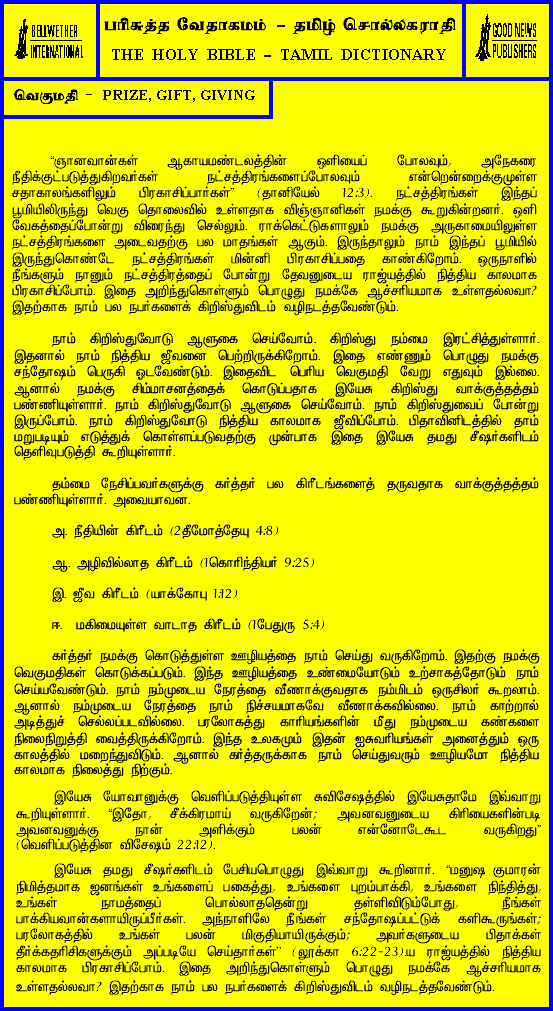 BELLWETHER
INTERNATIONAL
பரிசுத்த வேதாகமம் - தமிழ் சொல்லகராதி
THE HOLY BIBLE - TAMIL DICTIONARY
GOOD NEWS
PUBLISHERS
வெகுமதி - PRIZE, GIFT, GIVING
“ஞானவான்கள் ஆகாயமண்டலத்தின் ஒளியைப் போலவும், அநேகரை
நீதிக்குட்படுத்துகிறவர்கள் நட்சத்திரங்களைப்போலவும் என்றென்றைக்குமுள்ள
சதாகாலங்களிலும் பிரகாசிப்பார்கள்” (தானியேல் 12:3). நட்சத்திரங்கள் இந்தப்
பூமியிலிருந்து வெகு தொலைவில் உள்ளதாக விஞ்ஞானிகள் நமக்கு கூறுகின்றனர். ஒளி
வேகத்தைப்போன்று விரைந்து செல்லும். ராக்கெட்டுகளாலும் நமக்கு அருகாமையிலுள்ள
நட்சத்திரங்களை அடைவதற்கு பல மாதங்கள் ஆகும். இருந்தாலும் நாம் இந்தப் பூமியில்
இருந்துகொண்டே நட்சத்திரங்கள் மின்னி பிரகாசிப்பதை காண்கிறோம். ஒருநாளில்
நீங்களும் நானும் நட்சத்திரத்தைப் போன்று தேவனுடைய ராஜ்யத்தில் நித்திய காலமாக
பிரகாசிப்போம். இதை அறிந்துகொள்ளும் பொழுது நமக்கே ஆச்சரியமாக உள்ளதல்லவா?
இதற்காக நாம் பல நபர்களைக் கிறிஸ்துவிடம் வழிநடத்தவேண்டும்.
நாம் கிறிஸ்துவோடு ஆளுகை செய்வோம். கிறிஸ்து நம்மை இரட்சித்துள்ளார்.
இதனால் நாம் நித்திய ஜீவனை பெற்றிருக்கிறோம். இதை எண்ணும் பொழுது நமக்கு
சந்தோஷம் பெருகி ஓடவேண்டும். இதைவிட பெரிய வெகுமதி வேறு எதுவும் இல்லை.
ஆனால் நமக்கு சிம்மாசனத்தைக் கொடுப்பதாக இயேசு கிறிஸ்து வாக்குத்தத்தம்
பண்ணியுள்ளார். நாம் கிறிஸ்துவோடு ஆளுகை செய்வோம். நாம் கிறிஸ்துவைப் போன்று
இருப்போம். நாம் கிறிஸ்துவோடு நித்திய காலமாக ஜீவிப்போம். பிதாவினிடத்தில் தாம்
மறுபடியும் எடுத்துக் கொள்ளப்படுவதற்கு முன்பாக இதை இயேசு தமது சீஷர்களிடம்
தெளிவுபடுத்தி கூறியுள்ளார்.
தம்மை நேசிப்பவர்களுக்கு கர்த்தர் பல கிரீடங்களைத் தருவதாக வாக்குத்தத்தம்
பண்ணியுள்ளார். அவையாவன.
அ. நீதியின் கிரீடம் (2தீமோத்தேயு 4:8)
ஆ. அழிவில்லாத கிரீடம் (1கொரிந்தியர் 9:25)
இ. ஜீவ கிரீடம் (யாக்கோபு 1:12)
ஈ. மகிமையுள்ள வாடாத கிரீடம் (1பேதுரு 5:4)
கர்த்தர் நமக்கு கொடுத்துள்ள ஊழியத்தை நாம் செய்து வருகிறோம். இதற்கு நமக்கு
வெகுமதிகள் கொடுக்கப்படும். இந்த ஊழியத்தை உண்மையோடும் உற்சாகத்தோடும் நாம்
செய்யவேண்டும். நாம் நம்முடைய நேரத்தை வீணாக்குவதாக நம்மிடம் ஒருசிலர் கூறலாம்.
ஆனால் நம்முடைய நேரத்தை நாம் நிச்சயமாகவே வீணாக்கவில்லை. நாம் காற்றால்
அடித்துச் செல்லப்படவில்லை. பரலோகத்து காரியங்களின் மீது நம்முடைய கண்களை
நிலைநிறுத்தி வைத்திருக்கிறோம். இந்த உலகமும் இதன் ஐசுவரியங்கள் அனைத்தும் ஒரு
காலத்தில் மறைந்துவிடும். ஆனால் கர்த்தருக்காக நாம் செய்துவரும் ஊழியமோ நித்திய
காலமாக நிலைத்து நிற்கும்.
இயேசு யோவானுக்கு வெளிப்படுத்தியுள்ள சுவிசேஷத்தில் இயேசுதாமே இவ்வாறு
கூறியுள்ளார். “இதோ, சீக்கிரமாய் வருகிறேன்; அவனவனுடைய கிரியைகளின்படி
அவனவனுக்கு நான் அளிக்கும் பலன் என்னோடேகூட வருகிறது”
(வெளிப்படுத்தின விசேஷம் 22:12).
இயேசு தமது சீஷர்களிடம் பேசியபொழுது இவ்வாறு கூறினார். “மனுஷ குமாரன்
நிமித்தமாக ஜனங்கள் உங்களைப் பகைத்து, உங்களை புறம்பாக்கி, உங்களை நிந்தித்து,
உங்கள் நாமத்தைப் பொல்லாததென்று தள்ளிவிடும்போது, நீங்கள்
பாக்கியவான்களாயிருப்பீர்கள். அந்நாளிலே நீங்கள் சந்தோஷப்பட்டுக் களிகூருங்கள்;
பரலோகத்தில் உங்கள் பலன் மிகுதியாயிருக்கும்; அவர்களுடைய பிதாக்கள்
தீர்க்கதரிசிகளுக்கும் அப்படியே செய்தார்கள்” (லூக்கா 6:22-23)ய ராஜ்யத்தில் நித்திய
காலமாக பிரகாசிப்போம். இதை அறிந்துகொள்ளும் பொழுது நமக்கே ஆச்சரியமாக
உள்ளதல்லவா? இதற்காக நாம் பல நபர்களைக் கிறிஸ்துவிடம் வழிநடத்தவேண்டும்.